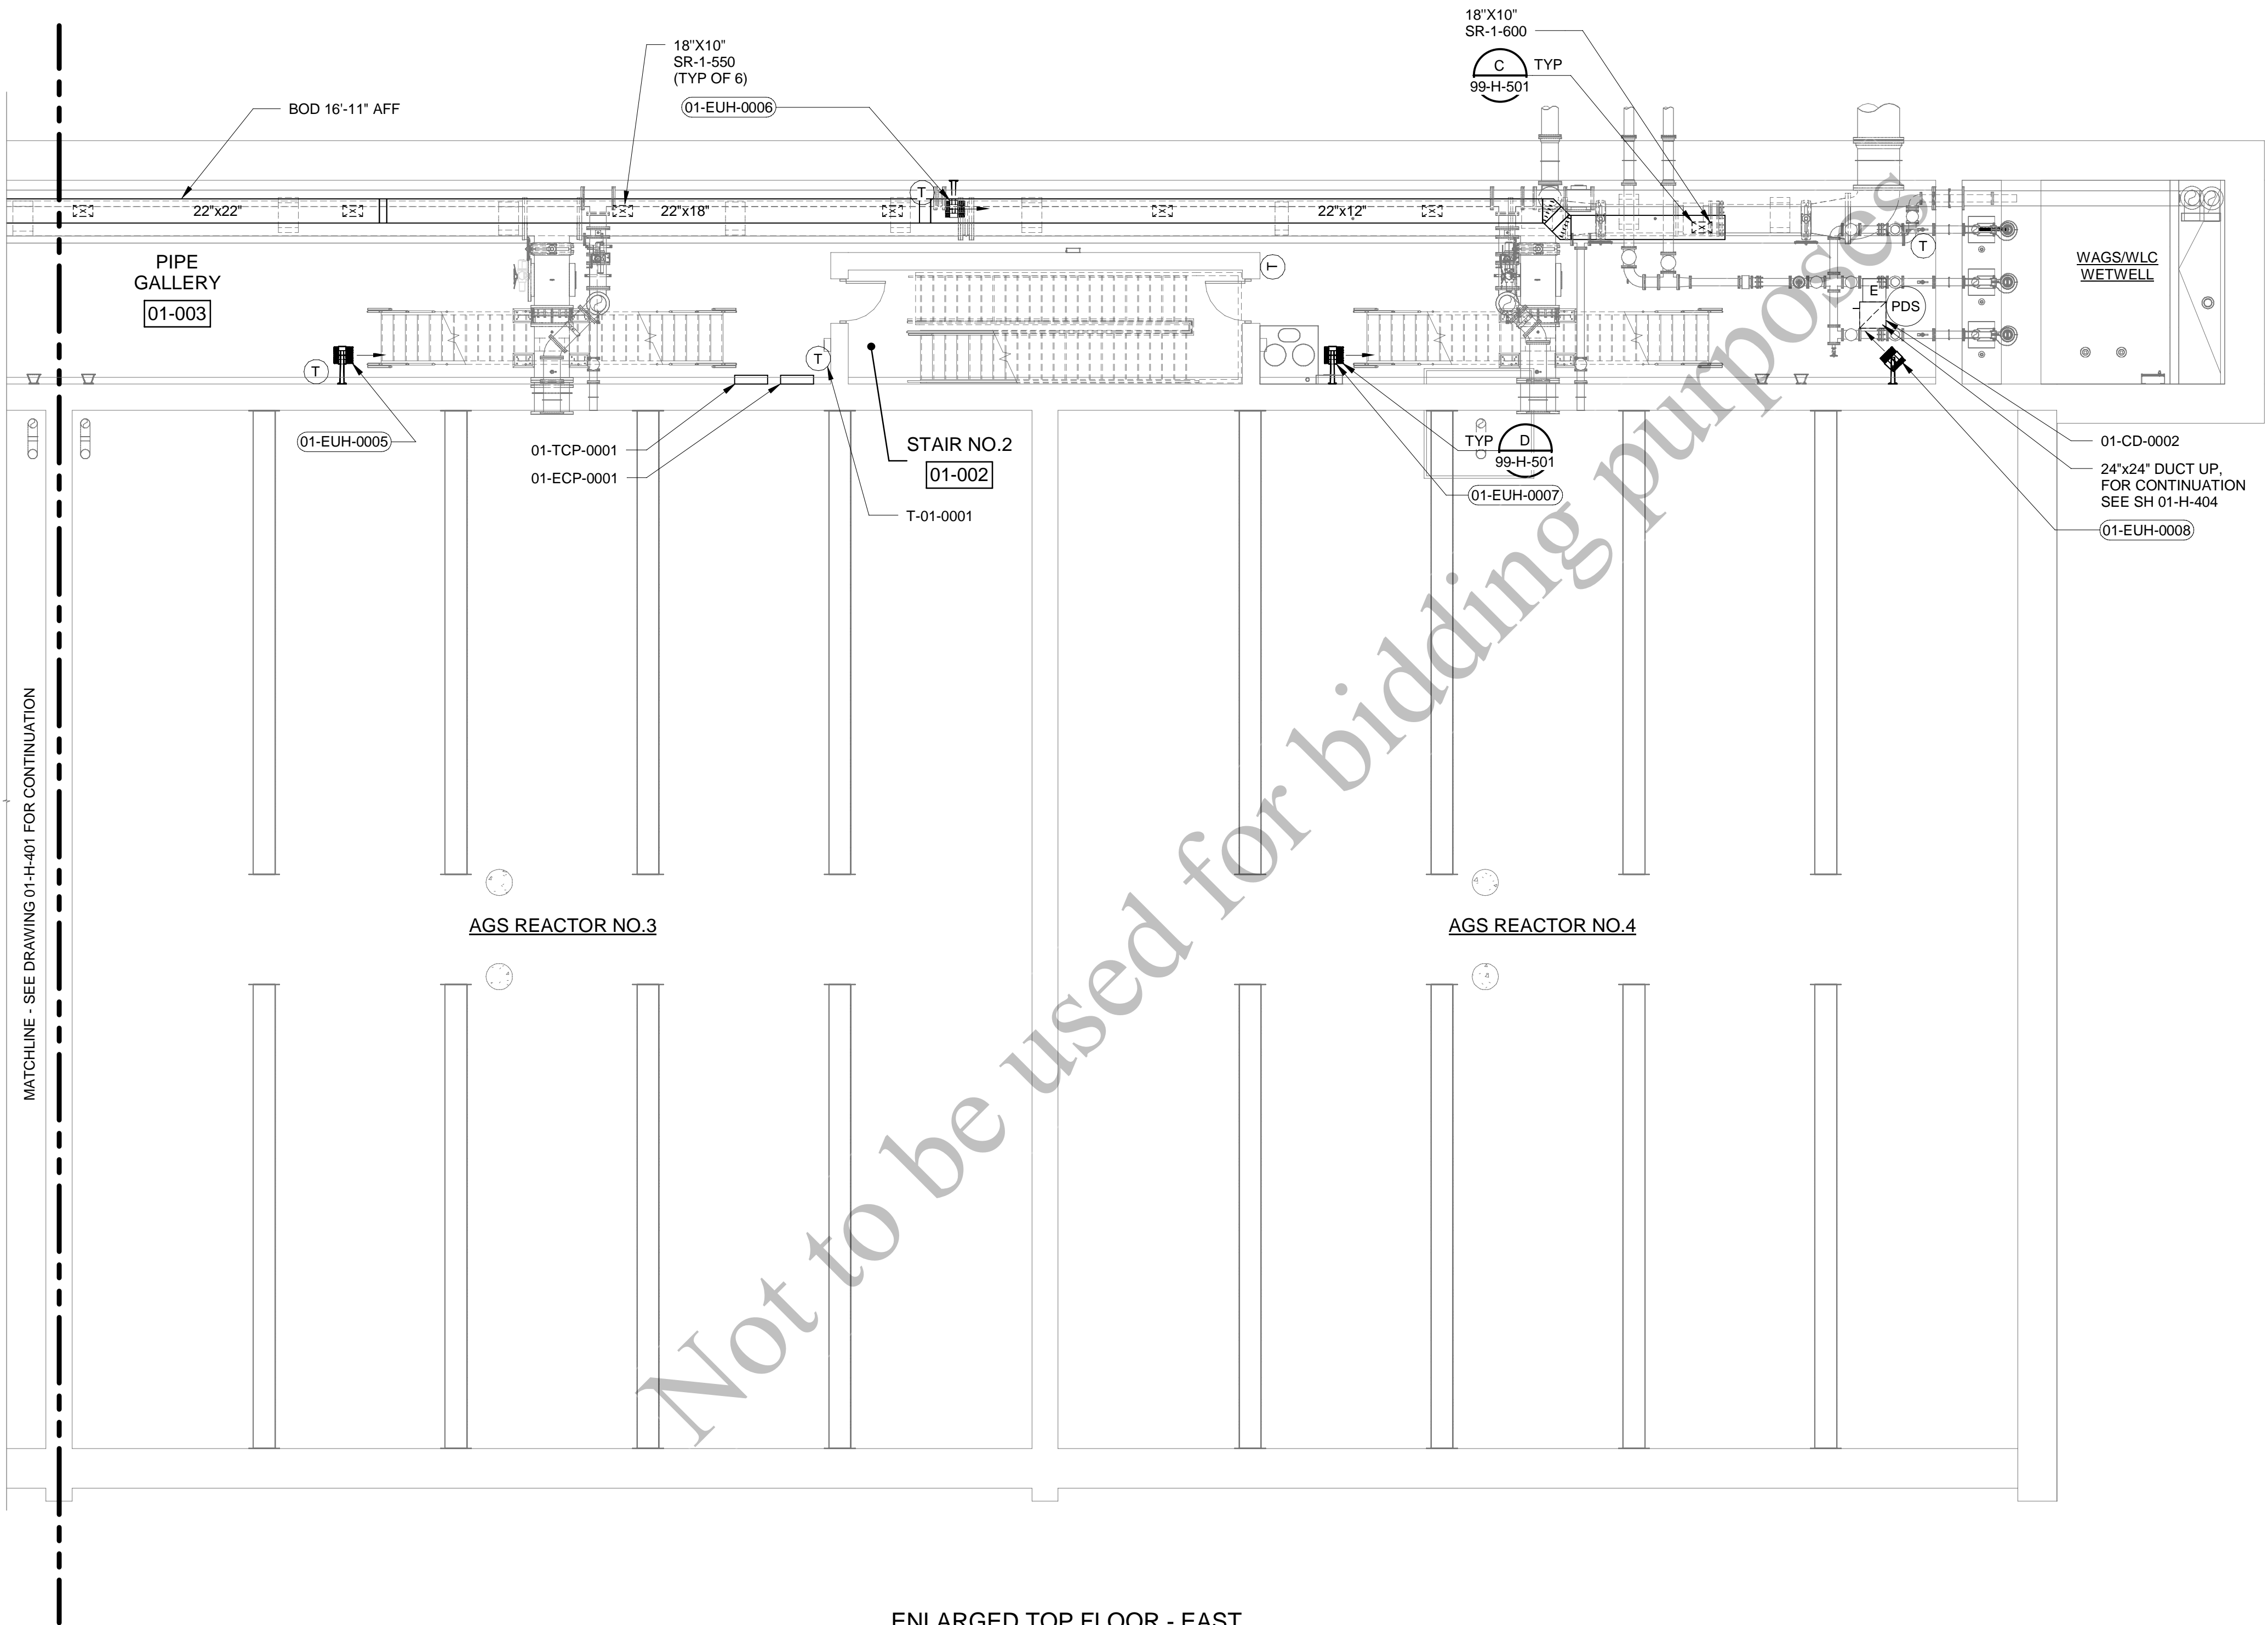 18"X10"
SR-1-600
C
TYP
99-H-501
18"X10"
SR-1-550
(TYP OF 6)
01-EUH-0006
BOD 16'-11" AFF
T
22"x22"
22"x18"
22"x12"
PIPE
GALLERY
01-003
T
T
WAGS/WLC
WETWELL
E
PDS
T
T
01-EUH-0005
01-TCP-0001
01-ECP-0001
STAIR NO.2
01-002
T-01-0001
TYP
D
99-H-501
01-EUH-0007
01-CD-0002
24"x24" DUCT UP,
FOR CONTINUATION
SEE SH 01-H-404
01-EUH-0008
MATCHLINE - SEE DRAWING 01-H-401 FOR CONTINUATION
AGS REACTOR NO.3
AGS REACTOR NO.4
Not to be used for bidding purposes
ENLARGED TOP FLOOR - EAST